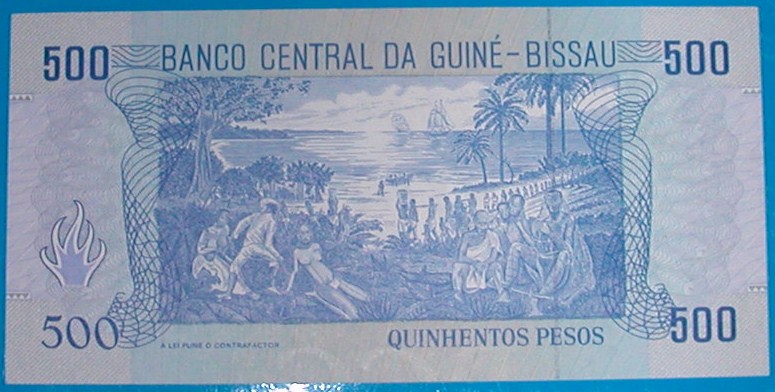 500 BANCO CENTRAL DA GUINÉ-BISSAU 500
500 A LEI PUNE O CONTRAFACTOR QUINHENTOS PESOS 500